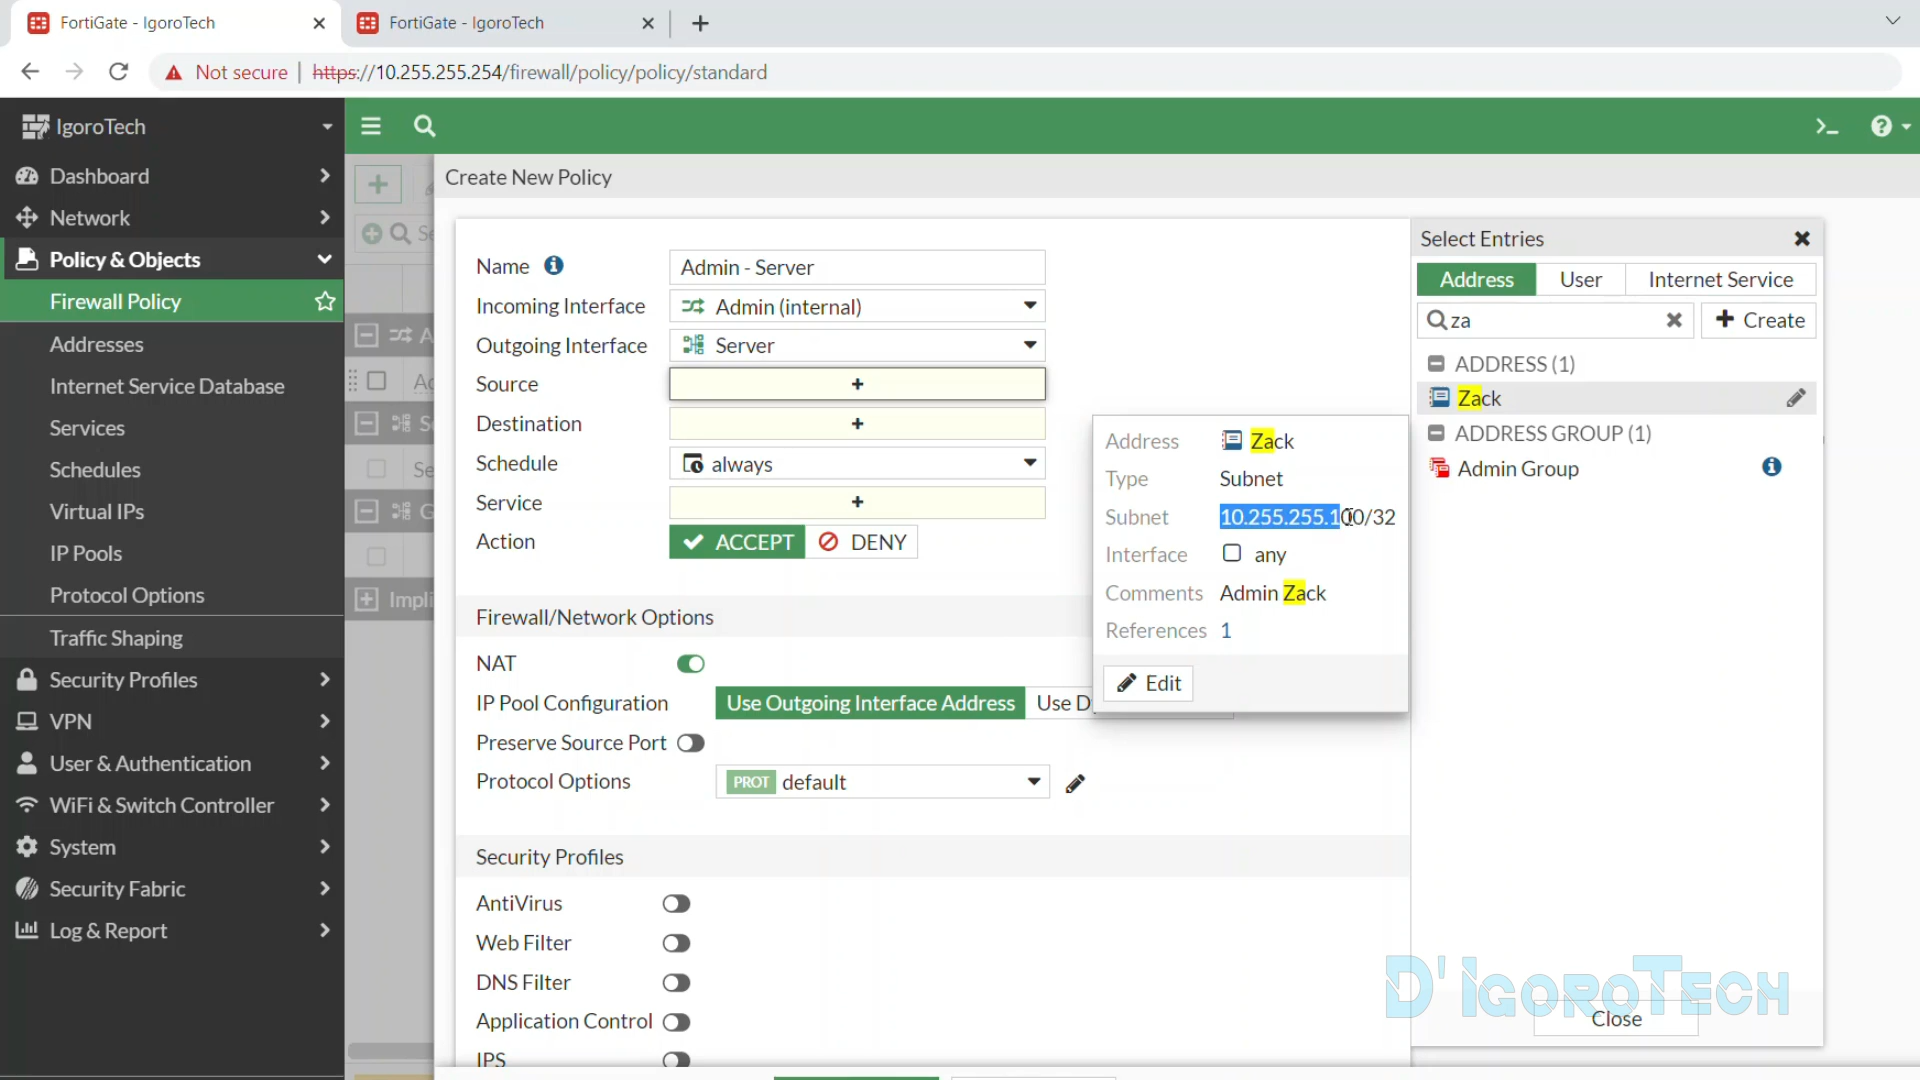 FortiGate - IgoroTech
FortiGate - IgoroTech
Not secure | https://10.255.255.254/firewall/policy/policy/standard
IgoroTech
Dashboard
Network
Policy & Objects
Firewall Policy
Addresses
Internet Service Database
Services
Schedules
Virtual IPs
IP Pools
Protocol Options
Traffic Shaping
Security Profiles
VPN
User & Authentication
WiFi & Switch Controller
System
Security Fabric
Log & Report
Create New Policy
Name Admin - Server
Incoming Interface Admin (internal)
Outgoing Interface Server
Source +
Destination +
Schedule always
Service +
Action ACCEPT DENY
Firewall/Network Options
NAT
IP Pool Configuration Use Outgoing Interface Address Use
Preserve Source Port
Protocol Options PROT default
Security Profiles
AntiVirus
Web Filter
DNS Filter
Application Control
IPS
Address Zack
Type Subnet
Subnet 10.255.255.100/32
Interface any
Comments Admin Zack
References 1
Edit
Select Entries
Address User Internet Service
za + Create
ADDRESS (1)
Zack
ADDRESS GROUP (1)
Admin Group
D'IGOROTECH
Close